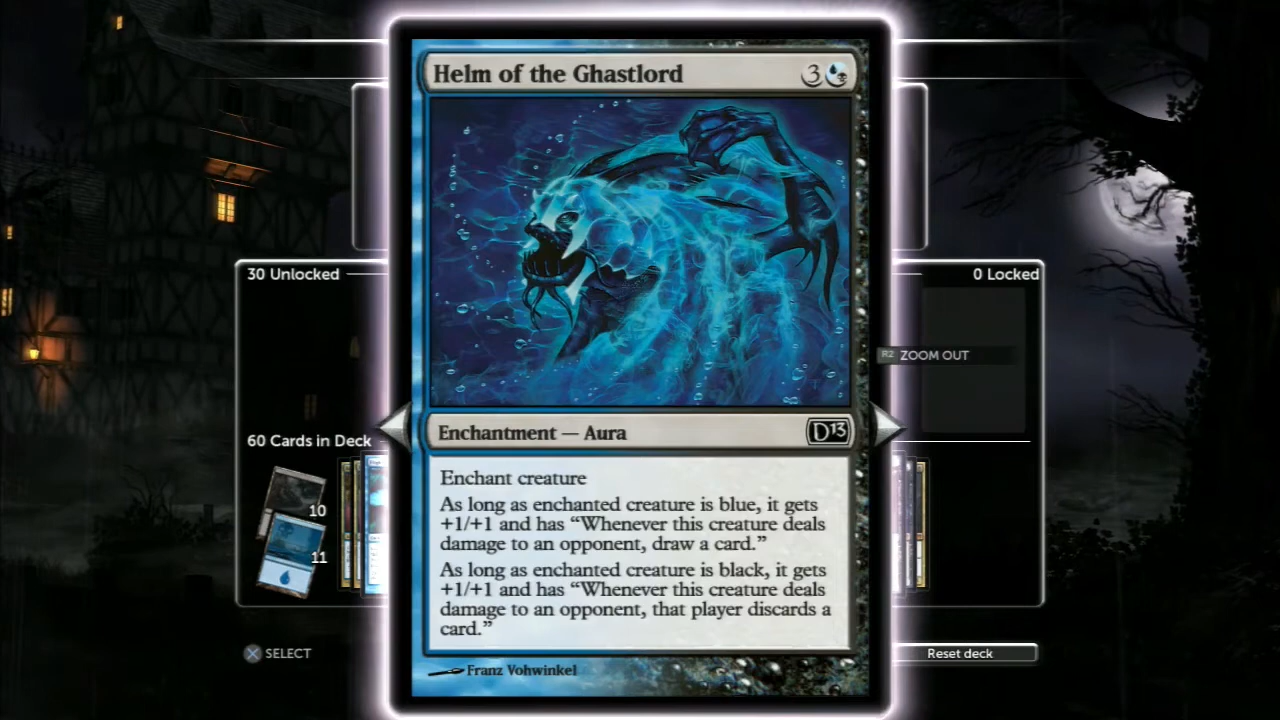 Helm of the Ghastlord
3
30 Unlocked
0 Locked
R2 ZOOM OUT
60 Cards in Deck
Enchantment — Aura
D13
10
11
Enchant creature
As long as enchanted creature is blue, it gets
+1/+1 and has “Whenever this creature deals
damage to an opponent, draw a card.”
As long as enchanted creature is black, it gets
+1/+1 and has “Whenever this creature deals
damage to an opponent, that player discards a
card.”
SELECT
Reset deck
Franz Vohwinkel